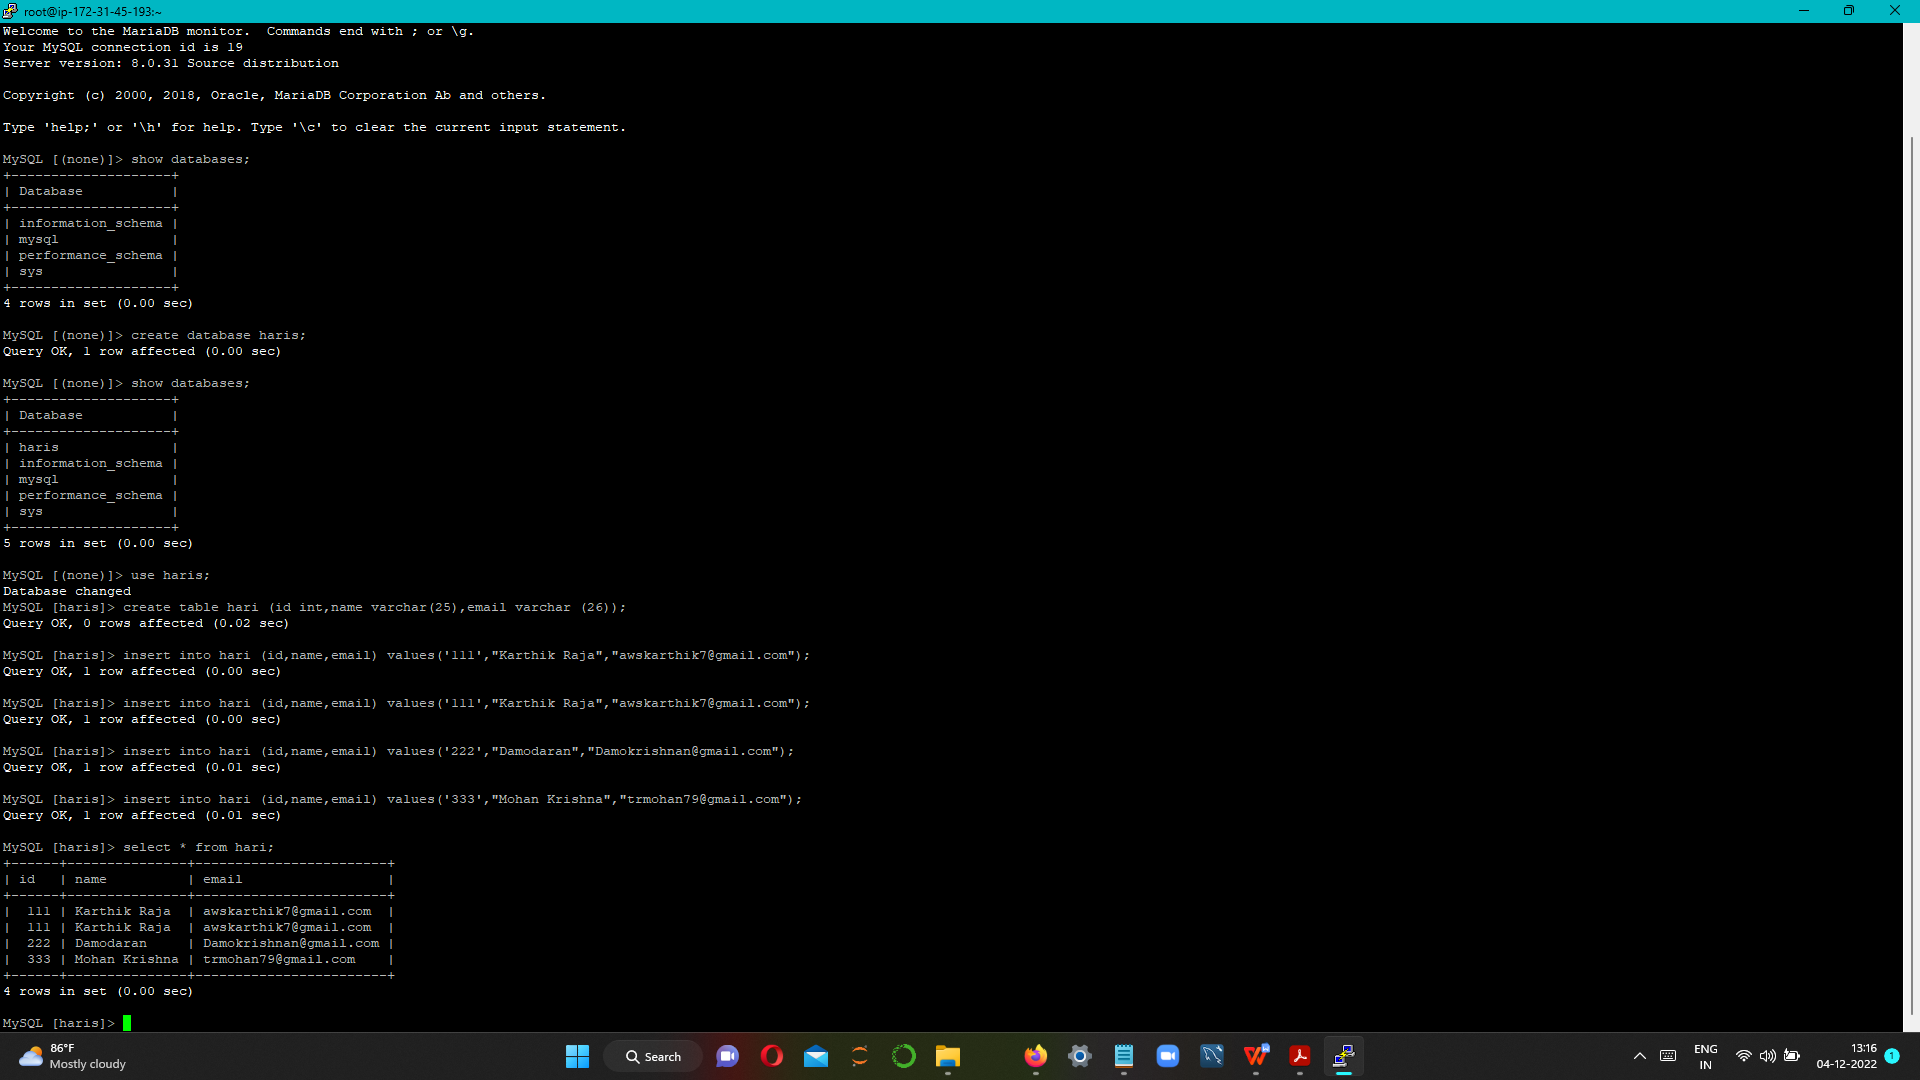 root@ip-172-31-45-193:~
Welcome to the MariaDB monitor.  Commands end with ; or \g.
Your MySQL connection id is 19
Server version: 8.0.31 Source distribution
Copyright (c) 2000, 2018, Oracle, MariaDB Corporation Ab and others.
Type 'help;' or '\h' for help. Type '\c' to clear the current input statement.
MySQL [(none)]> show databases;
+--------------------+
| Database           |
+--------------------+
| information_schema |
| mysql              |
| performance_schema |
| sys                |
+--------------------+
4 rows in set (0.00 sec)
MySQL [(none)]> create database haris;
Query OK, 1 row affected (0.00 sec)
MySQL [(none)]> show databases;
+--------------------+
| Database           |
+--------------------+
| haris              |
| information_schema |
| mysql              |
| performance_schema |
| sys                |
+--------------------+
5 rows in set (0.00 sec)
MySQL [(none)]> use haris;
Database changed
MySQL [haris]> create table hari (id int,name varchar(25),email varchar (26));
Query OK, 0 rows affected (0.02 sec)
MySQL [haris]> insert into hari (id,name,email) values('111',"Karthik Raja","awskarthik7@gmail.com");
Query OK, 1 row affected (0.00 sec)
MySQL [haris]> insert into hari (id,name,email) values('111',"Karthik Raja","awskarthik7@gmail.com");
Query OK, 1 row affected (0.00 sec)
MySQL [haris]> insert into hari (id,name,email) values('222',"Damodaran","Damokrishnan@gmail.com");
Query OK, 1 row affected (0.01 sec)
MySQL [haris]> insert into hari (id,name,email) values('333',"Mohan Krishna","trmohan79@gmail.com");
Query OK, 1 row affected (0.01 sec)
MySQL [haris]> select * from hari;
+------+---------------+------------------------+
| id   | name          | email                  |
+------+---------------+------------------------+
|  111 | Karthik Raja  | awskarthik7@gmail.com  |
|  111 | Karthik Raja  | awskarthik7@gmail.com  |
|  222 | Damodaran     | Damokrishnan@gmail.com |
|  333 | Mohan Krishna | trmohan79@gmail.com    |
+------+---------------+------------------------+
4 rows in set (0.00 sec)
MySQL [haris]>
86°F
Mostly cloudy
Search
ENG
IN
13:16
04-12-2022
1